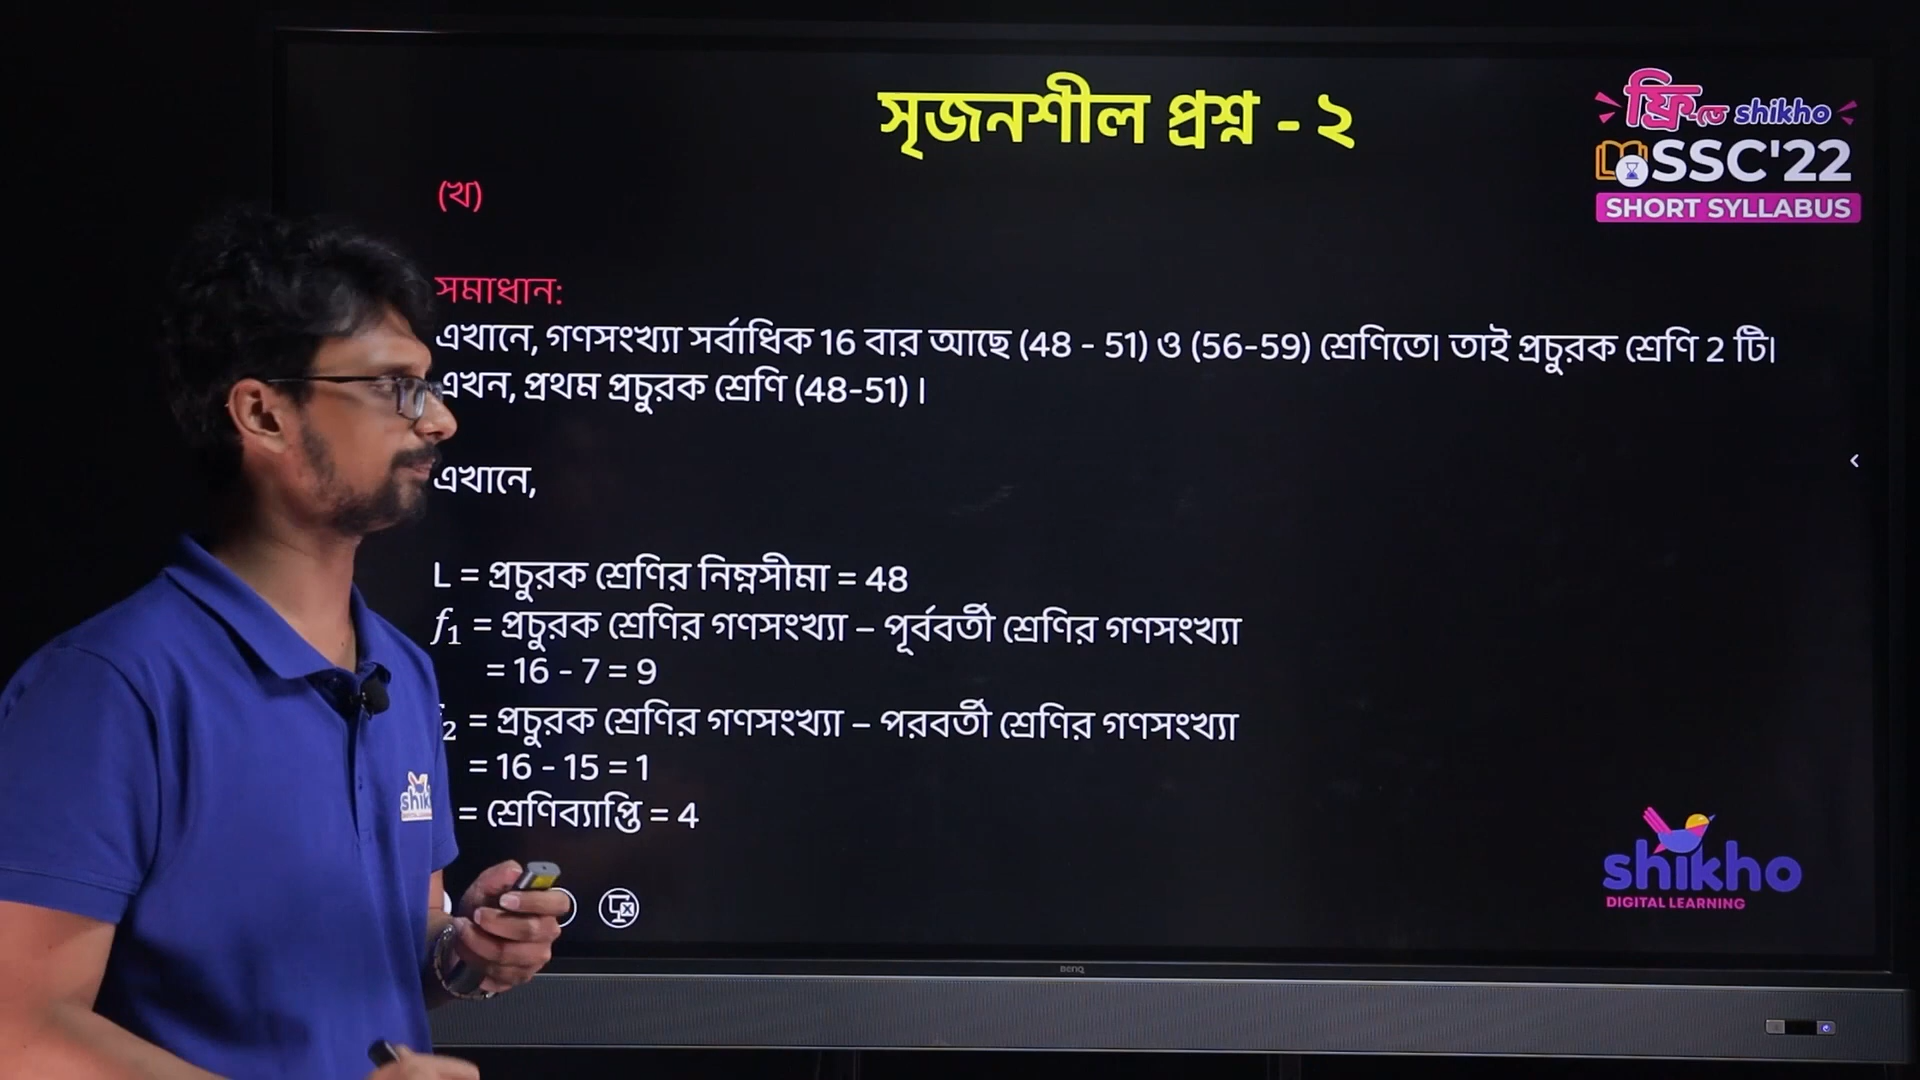 সৃজনশীল প্রশ্ন - ২
ফ্রি-তে shikho
SSC'22
SHORT SYLLABUS
(খ)
সমাধান:
এখানে, গণসংখ্যা সর্বাধিক 16 বার আছে (48 - 51) ও (56-59) শ্রেণিতে। তাই প্রচুরক শ্রেণি 2 টি।
এখন, প্রথম প্রচুরক শ্রেণি (48-51) ।
এখানে,
L = প্রচুরক শ্রেণির নিম্নসীমা = 48
f₁ = প্রচুরক শ্রেণির গণসংখ্যা – পূর্ববর্তী শ্রেণির গণসংখ্যা
= 16 - 7 = 9
₂ = প্রচুরক শ্রেণির গণসংখ্যা – পরবর্তী শ্রেণির গণসংখ্যা
= 16 - 15 = 1
= শ্রেণিব্যাপ্তি = 4
shikho
DIGITAL LEARNING
BenQ